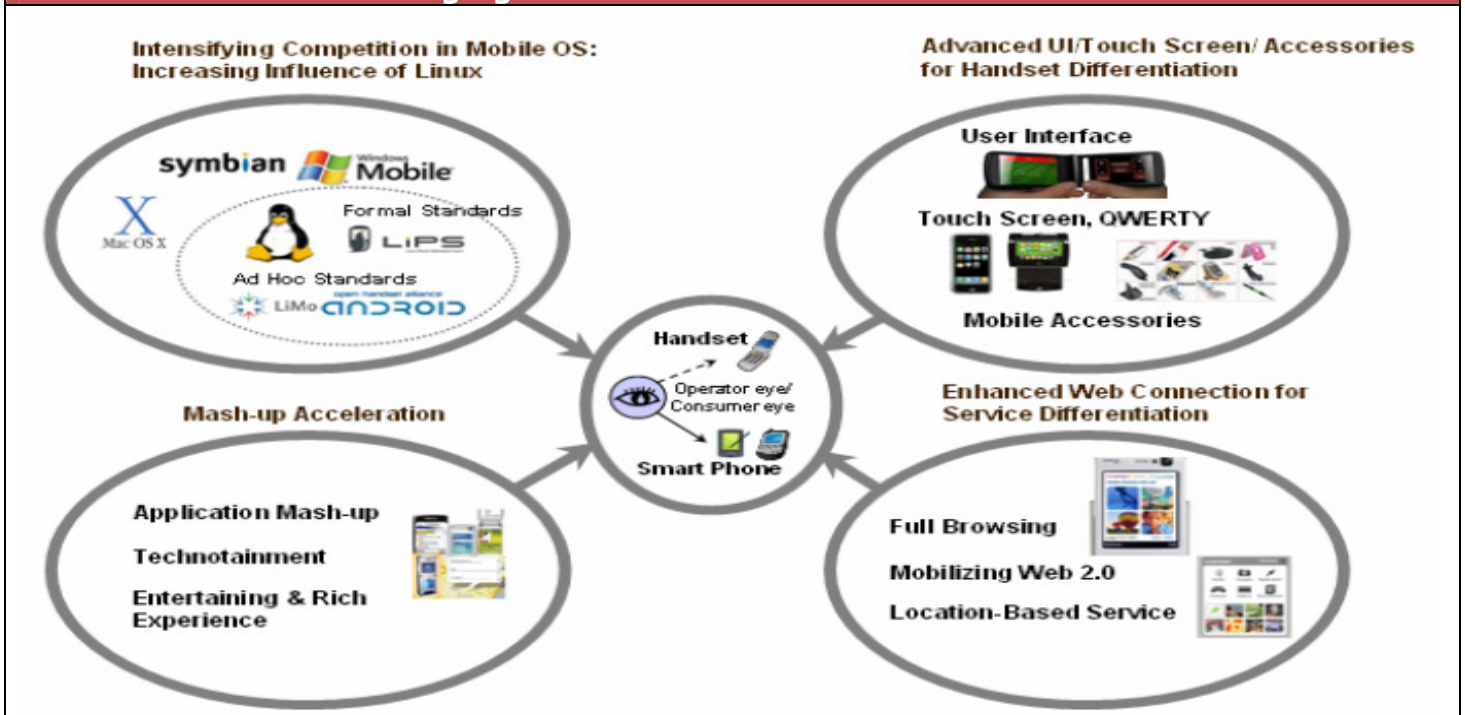 Intensifying Competition in Mobile OS:
Increasing Influence of Linux
symbian
Windows
Mobile
X
Mac OS X
Formal Standards
LiPS
Ad Hoc Standards
LiMo
open handset alliance
ANDROID
Advanced UI/Touch Screen/ Accessories
for Handset Differentiation
User Interface
Touch Screen, QWERTY
Mobile Accessories
Handset
Operator eye/
Consumer eye
Smart Phone
Mash-up Acceleration
Application Mash-up
Technotainment
Entertaining & Rich
Experience
Enhanced Web Connection for
Service Differentiation
Full Browsing
Mobilizing Web 2.0
Location-Based Service